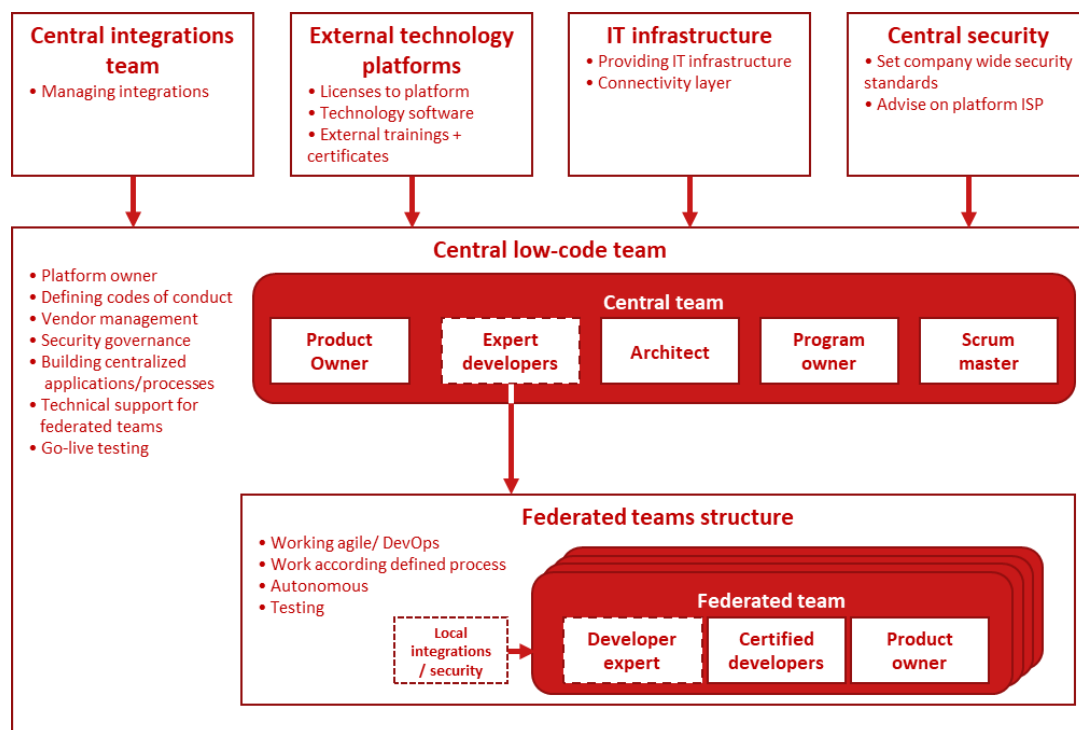 Central integrations
team
• Managing integrations
External technology
platforms
• Licenses to platform
• Technology software
• External trainings +
certificates
IT infrastructure
• Providing IT infrastructure
• Connectivity layer
Central security
• Set company wide security
standards
• Advise on platform ISP
Central low-code team
• Platform owner
• Defining codes of conduct
• Vendor management
• Security governance
• Building centralized
applications/processes
• Technical support for
federated teams
• Go-live testing
Central team
Product
Owner
Expert
developers
Architect
Program
owner
Scrum
master
Federated teams structure
• Working agile/ DevOps
• Work according defined process
• Autonomous
• Testing
Local
integrations
/ security
Federated team
Developer
expert
Certified
developers
Product
owner